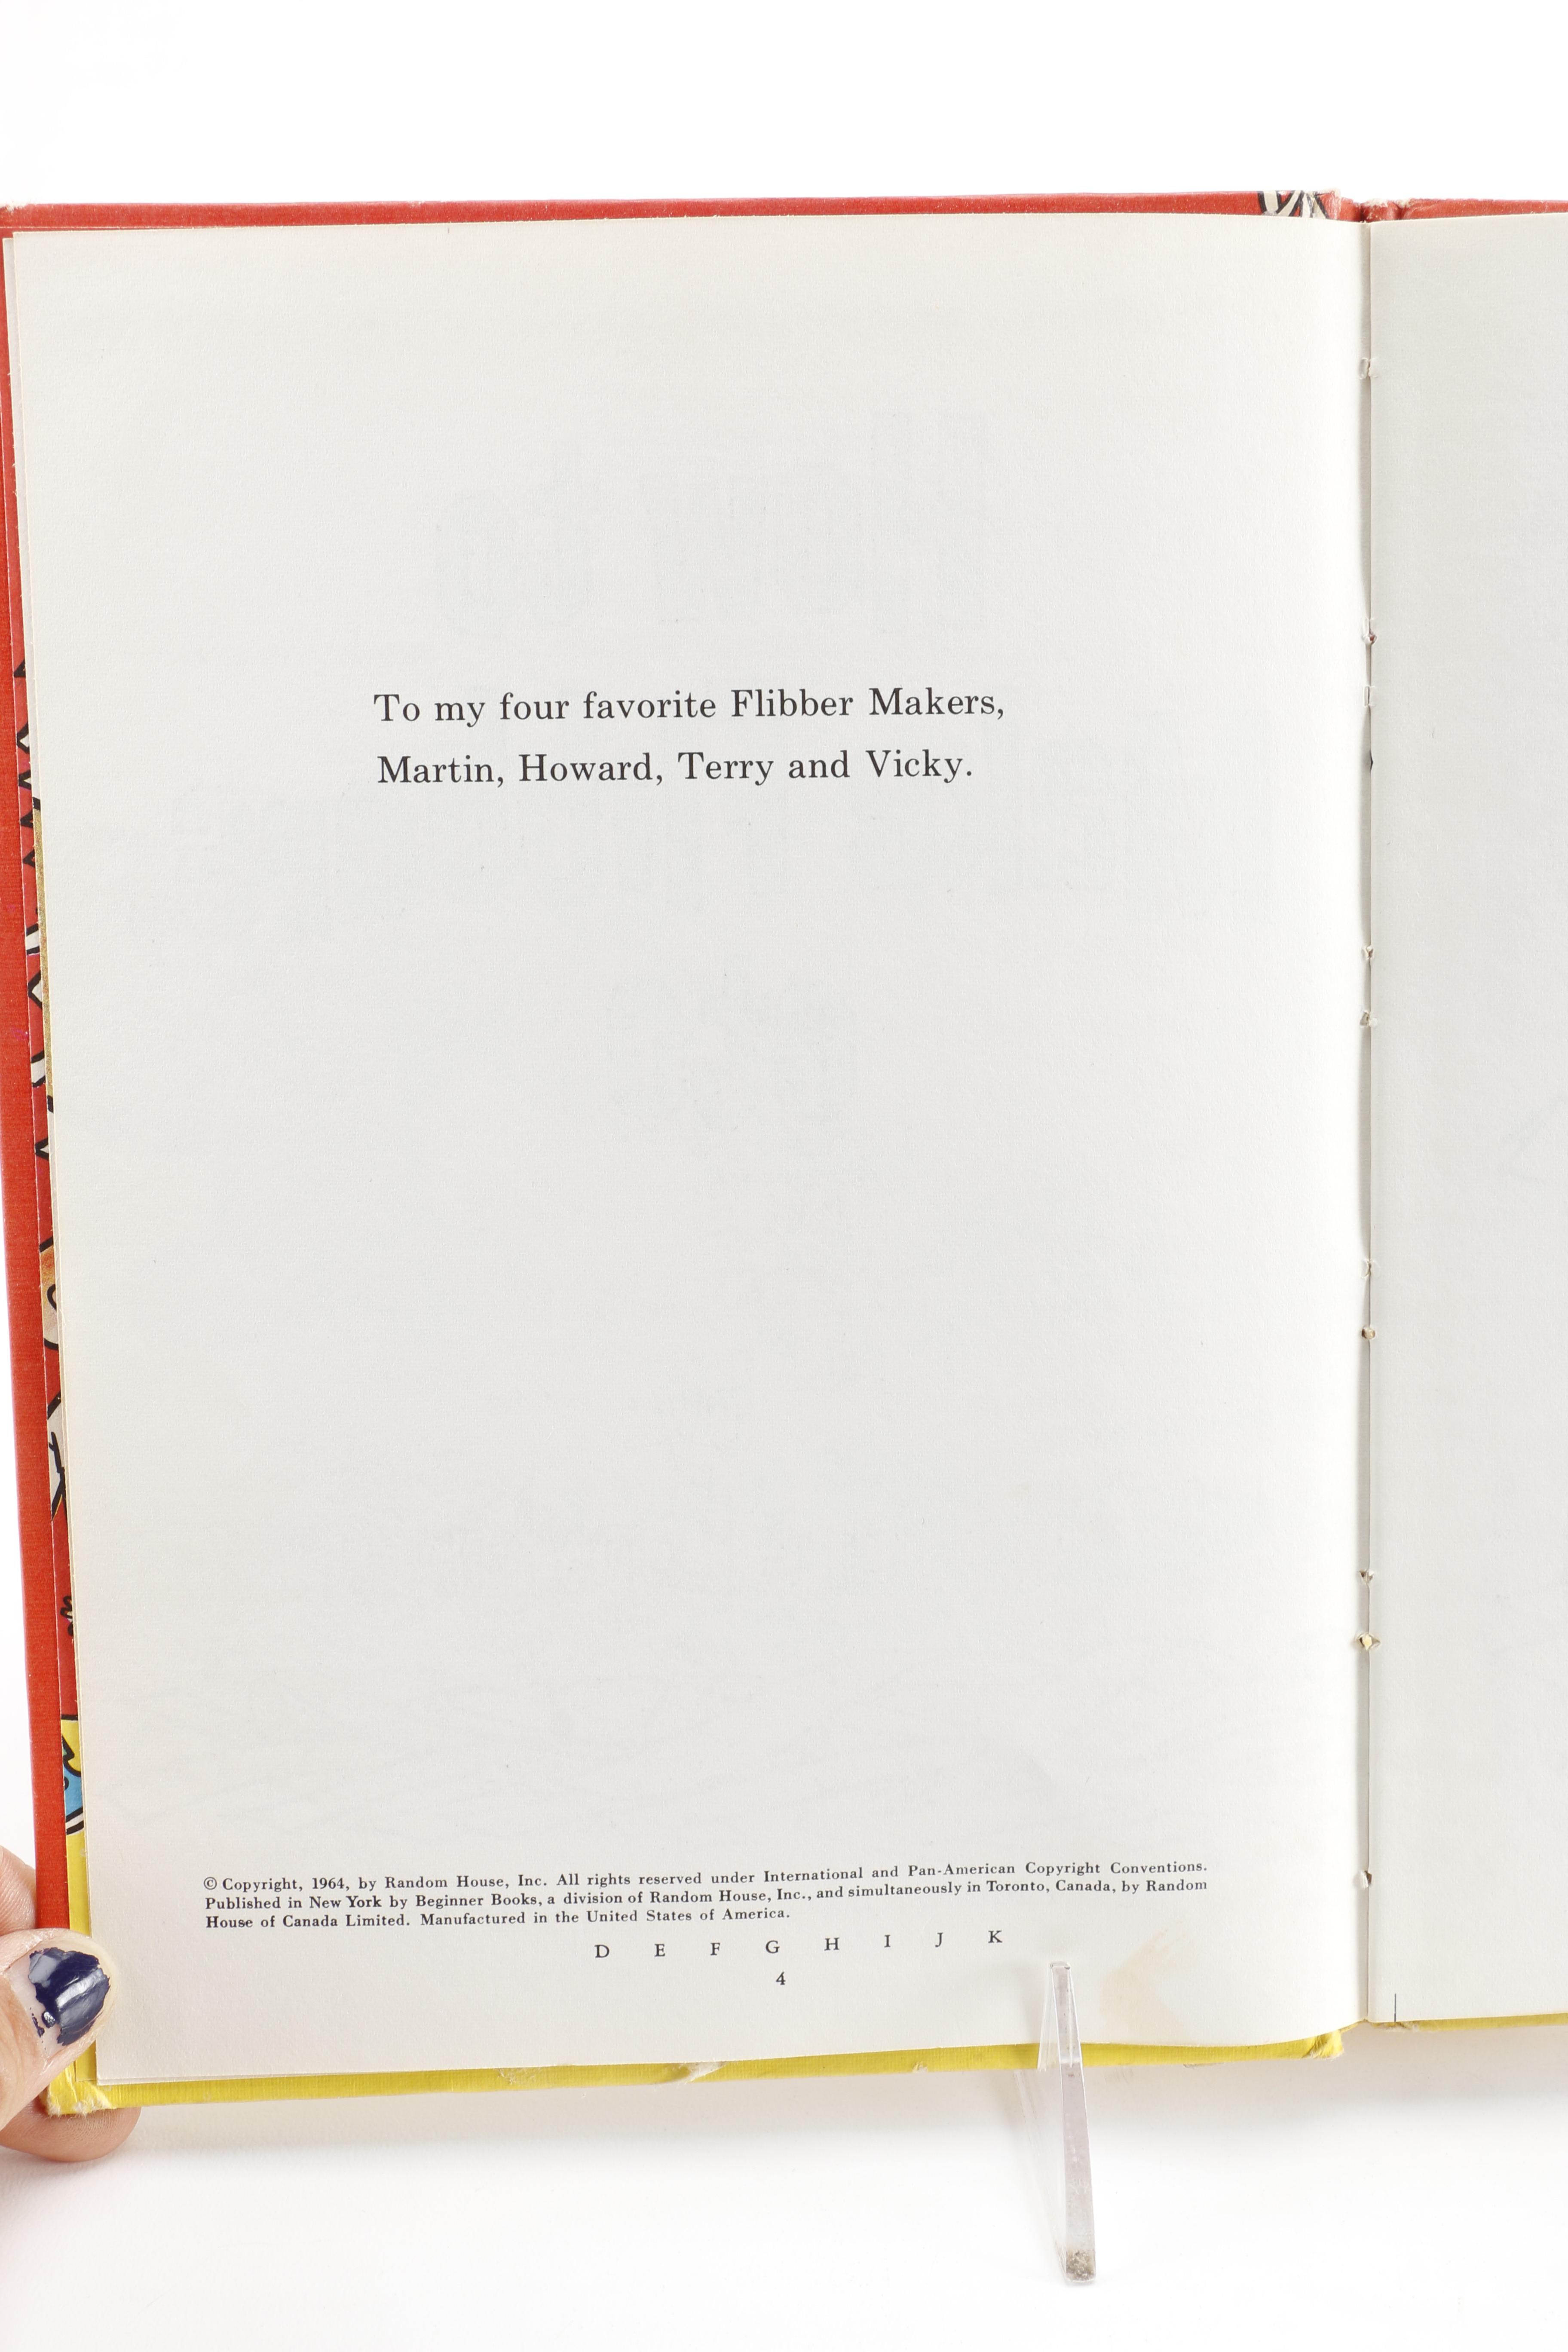 To my four favorite Flibber Makers,
Martin, Howard, Terry and Vicky.
© Copyright, 1964, by Random House, Inc. All rights reserved under International and Pan-American Copyright Conventions.
Published in New York by Beginner Books, a division of Random House, Inc., and simultaneously in Toronto, Canada, by Random
House of Canada Limited. Manufactured in the United States of America.
D E F G H I J K
4